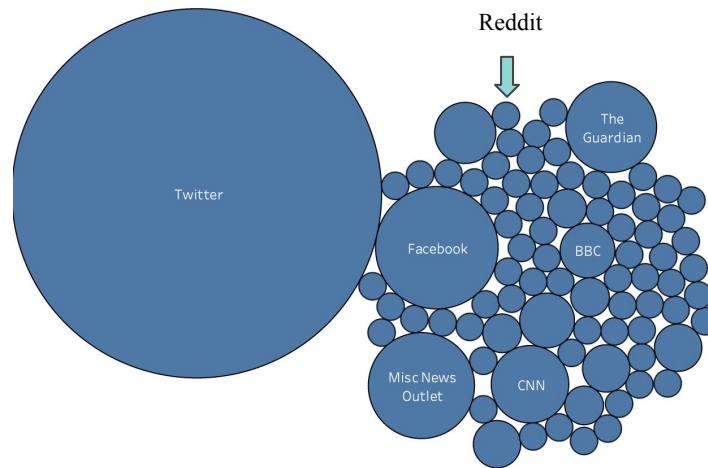 Reddit
The
Guardian
Twitter
Facebook
BBC
Misc News
Outlet
CNN